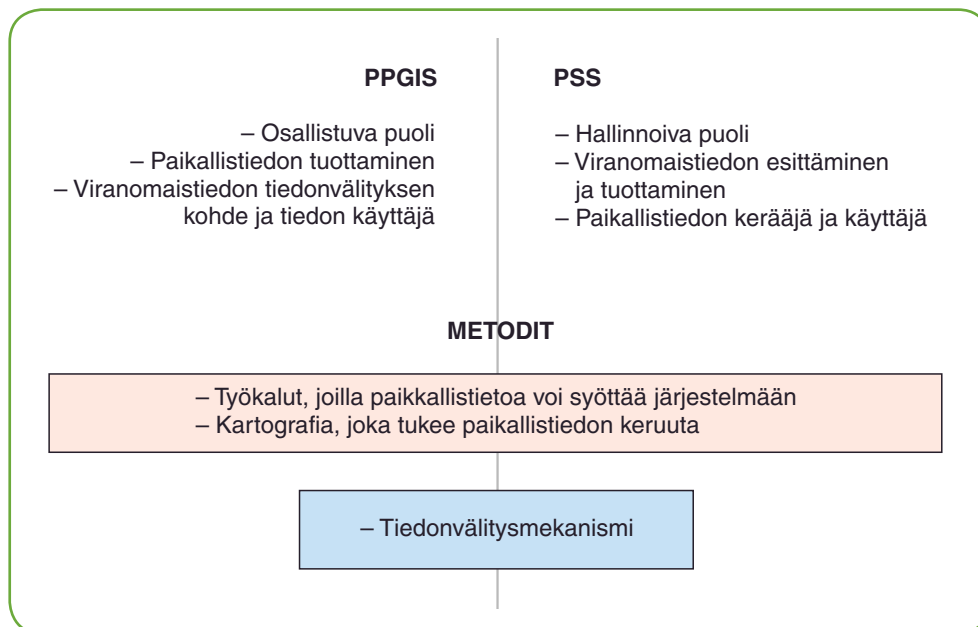 PPGIS
– Osallistuva puoli
– Paikallistiedon tuottaminen
– Viranomaistiedon tiedonvälityksen
kohde ja tiedon käyttäjä
PSS
– Hallinnoiva puoli
– Viranomaistiedon esittäminen
ja tuottaminen
– Paikallistiedon kerääjä ja käyttäjä
METODIT
– Työkalut, joilla paikkallistietoa voi syöttää järjestelmään
– Kartografia, joka tukee paikallistiedon keruuta
– Tiedonvälitysmekanismi